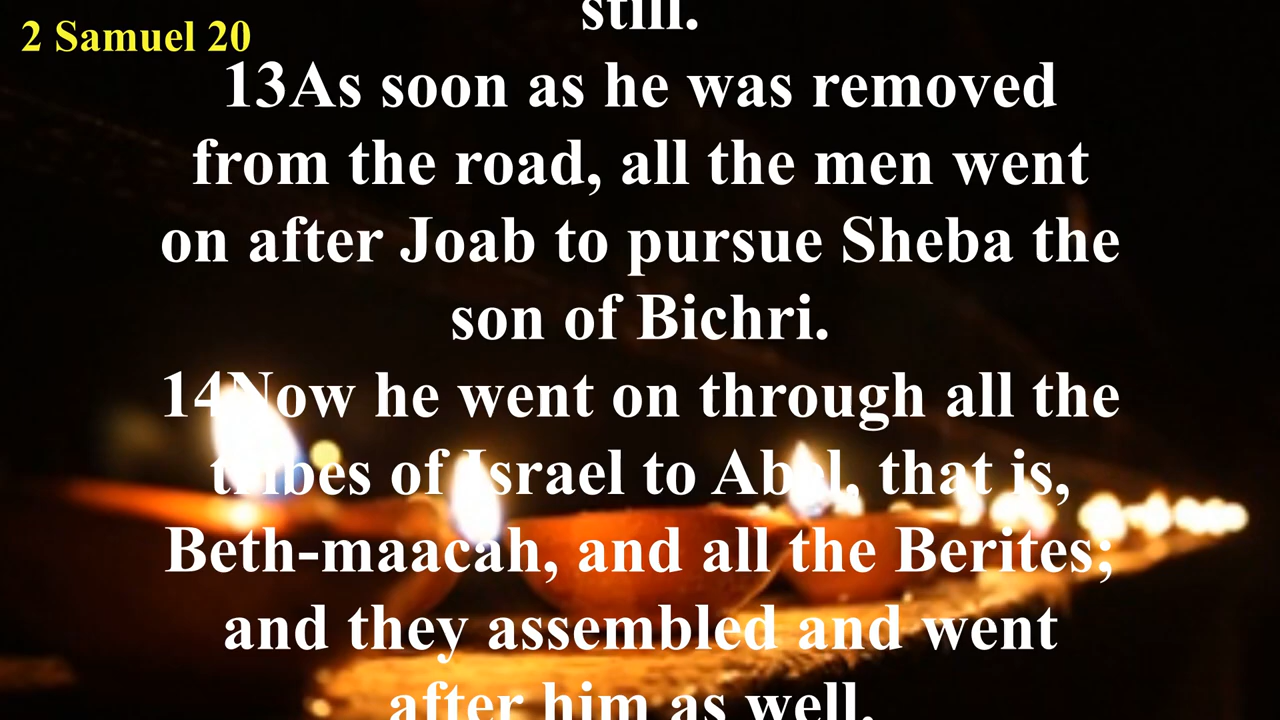 still.
2 Samuel 20
13As soon as he was removed
from the road, all the men went
on after Joab to pursue Sheba the
son of Bichri.
14Now he went on through all the
tribes of Israel to Abel, that is,
Beth-maacah, and all the Berites;
and they assembled and went
after him as well.